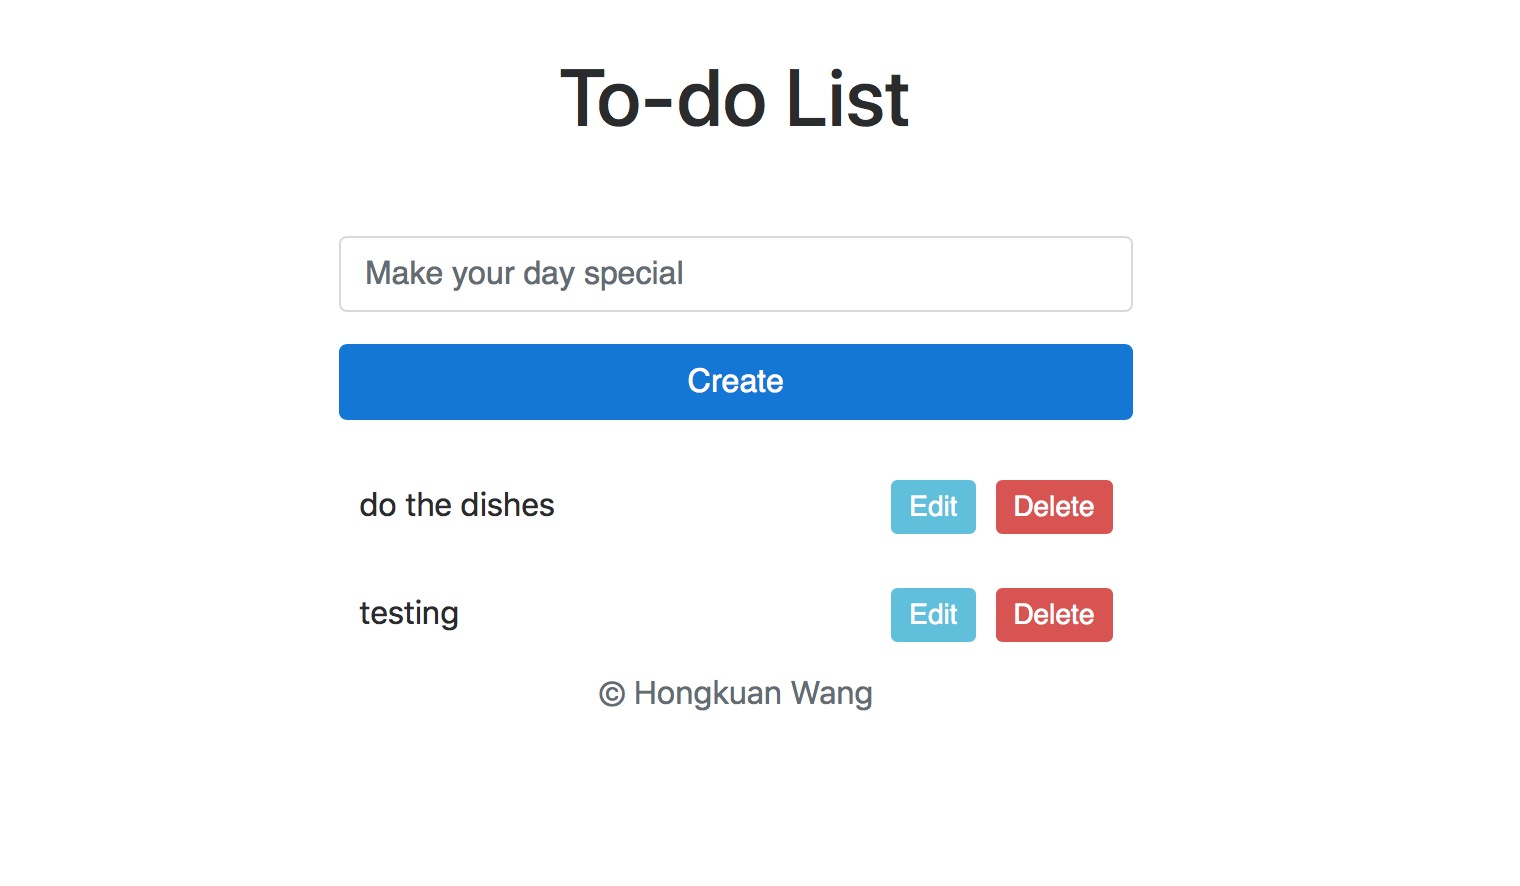 To-do List
Make your day special
Create
do the dishes Edit Delete
testing Edit Delete
© Hongkuan Wang